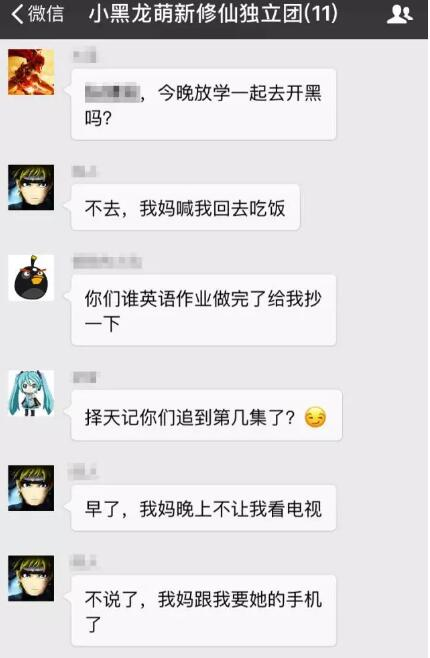 微信
小黑龙萌新修仙独立团(11)
，今晚放学一起去开黑
吗？
不去，我妈喊我回去吃饭
你们谁英语作业做完了给我抄
一下
择天记你们追到第几集了？😏
早了，我妈晚上不让我看电视
不说了，我妈跟我要她的手机
了